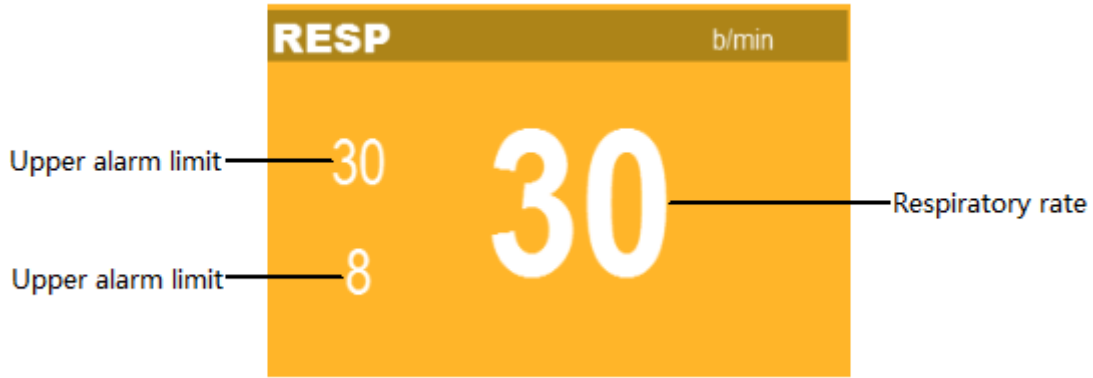 RESP b/min
Upper alarm limit 30 30
Respiratory rate
Upper alarm limit 8